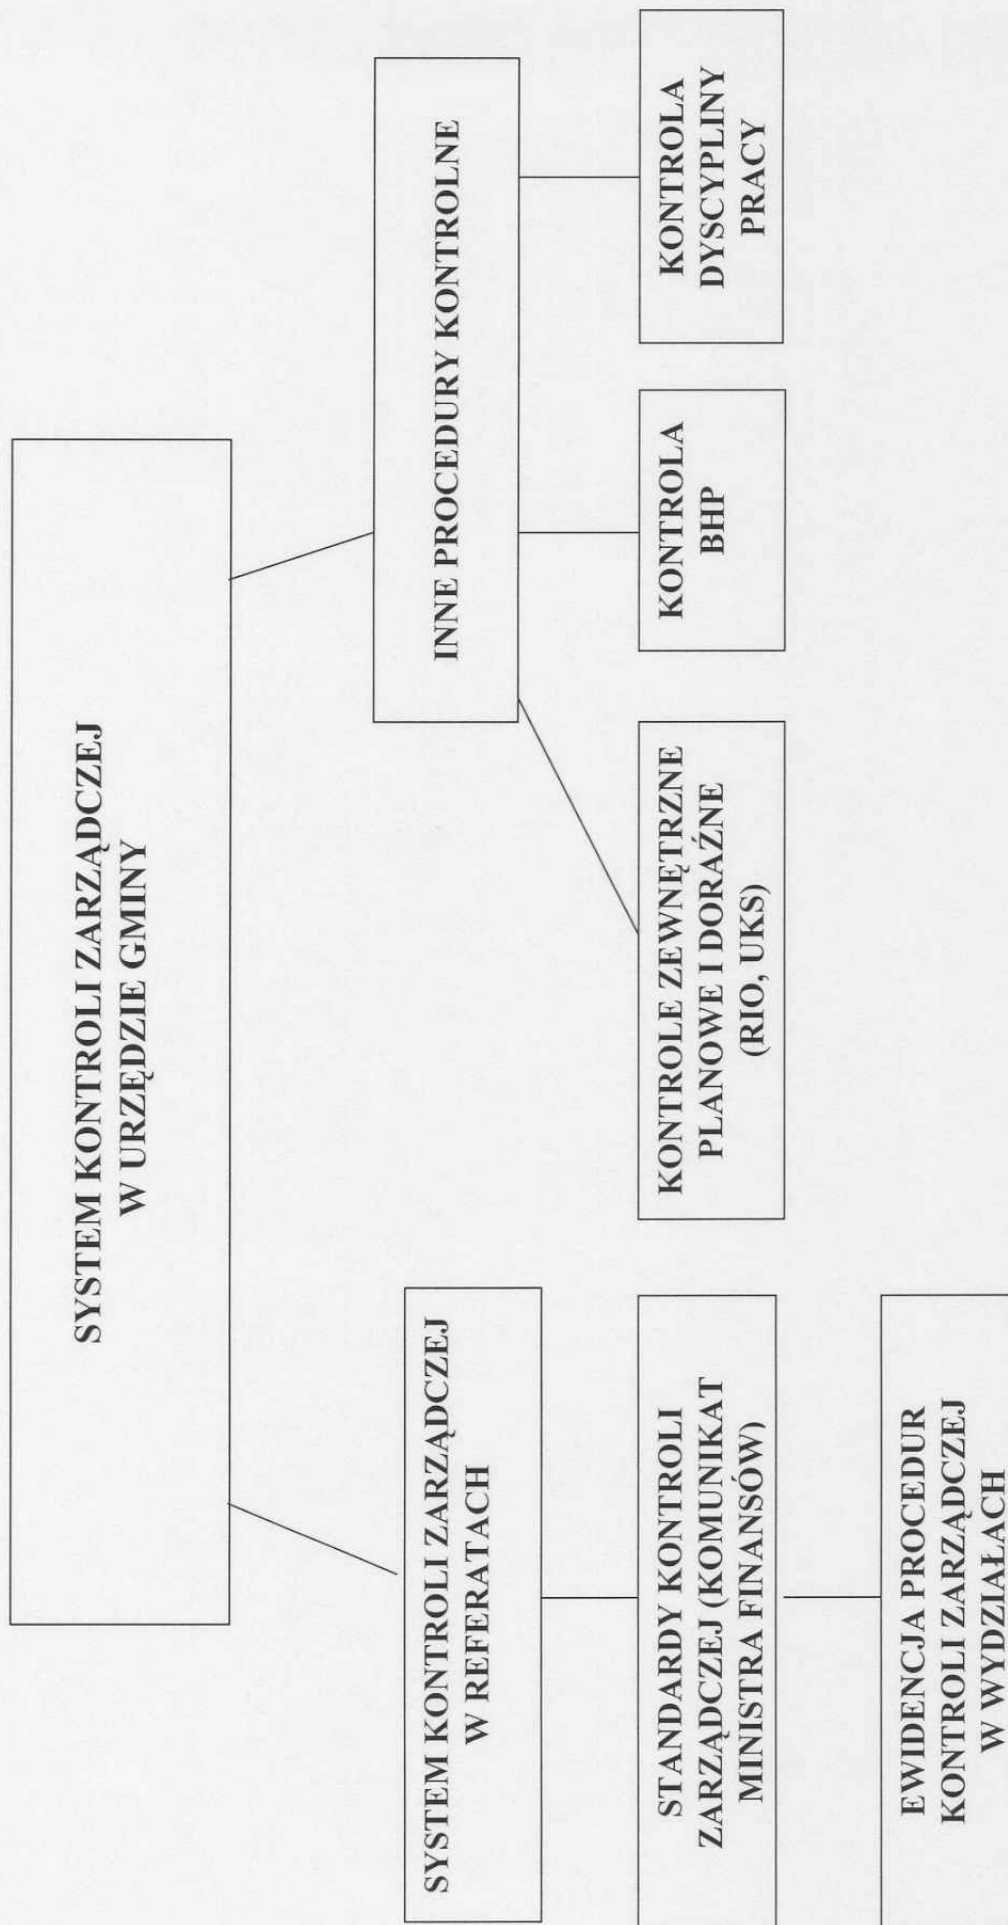 SYSTEM KONTROLI ZARZĄDCZEJ
W URZĘDZIE GMINY
SYSTEM KONTROLI ZARZĄDCZEJ
W REFERATACH
INNE PROCEDURY KONTROLNE
STANDARDY KONTROLI
ZARZĄDCZEJ (KOMUNIKAT
MINISTRA FINANSÓW)
KONTROLE ZEWNĘTRZNE
PLANOWE I DORAŹNE
(RIO, UKS)
KONTROLA
BHP
KONTROLA
DYSCYPLINY
PRACY
EWIDENCJA PROCEDUR
KONTROLI ZARZĄDCZEJ
W WYDZIAŁACH